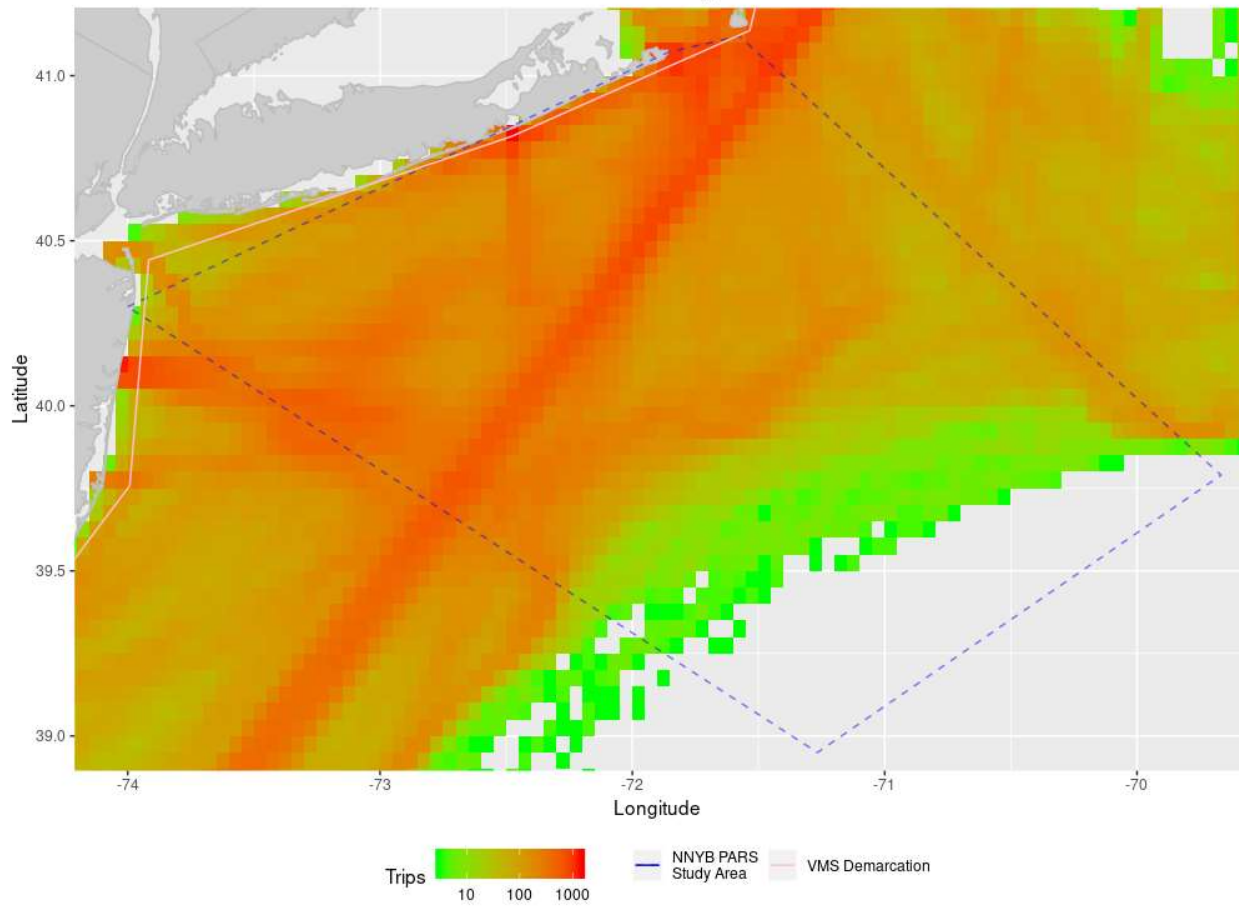 41.0
40.5
40.0
39.5
39.0
Latitude
-74
-73
-72
-71
-70
Longitude
Trips
10
100
1000
NNYB PARS
Study Area
VMS Demarcation